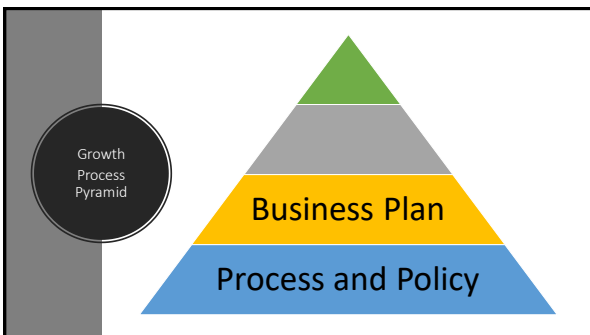 Growth
Process
Pyramid
Business Plan
Process and Policy